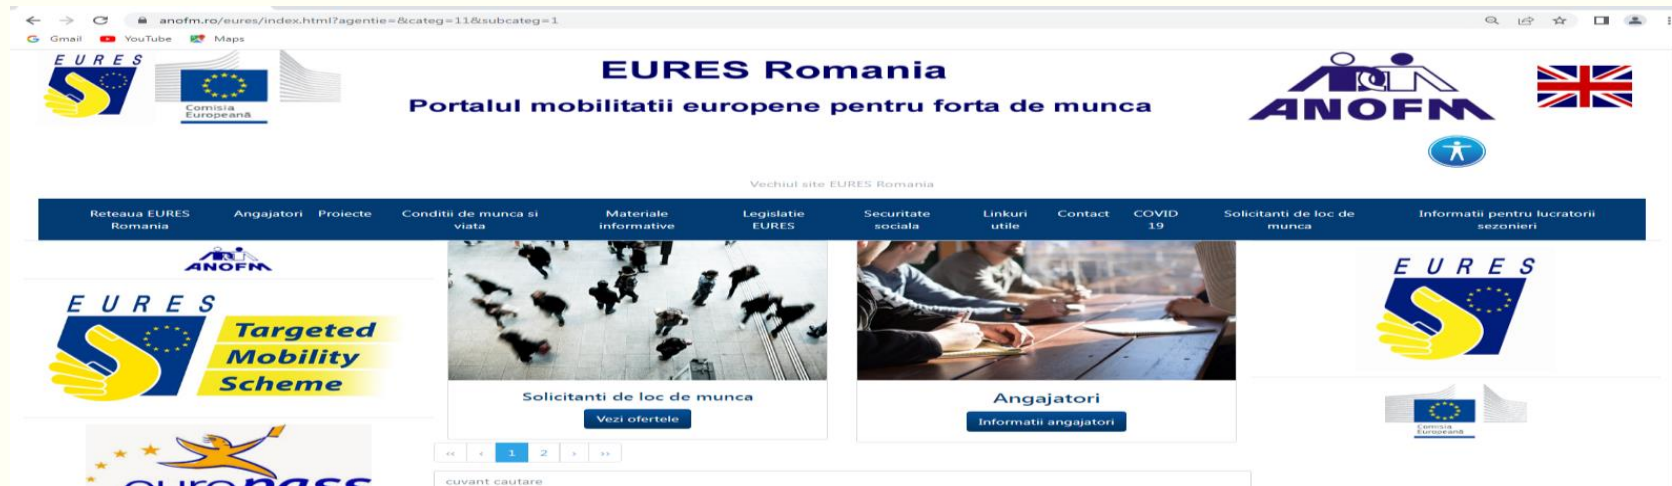 anofm.ro/eures/index.html?agentie=&categ=11&subcateg=1
Gmail YouTube Maps
EURES
Comisia
Europeană
EURES Romania
Portalul mobilitatii europene pentru forta de munca
ANOFM
Vechiul site EURES Romania
Reteaua EURES
Romania
Angajatori
Proiecte
Conditii de munca si
viata
Materiale
informative
Legislatie
EURES
Securitate
sociala
Linkuri
utile
Contact
COVID
19
Solicitanti de loc de
munca
Informatii pentru lucratorii
sezonieri
ANOFM
EURES
Targeted
Mobility
Scheme
europass
Solicitanti de loc de munca
Vezi ofertele
Angajatori
Informatii angajatori
‹‹ ‹ 1 2 › ››
cuvant cautare
EURES
Comisia
Europeană